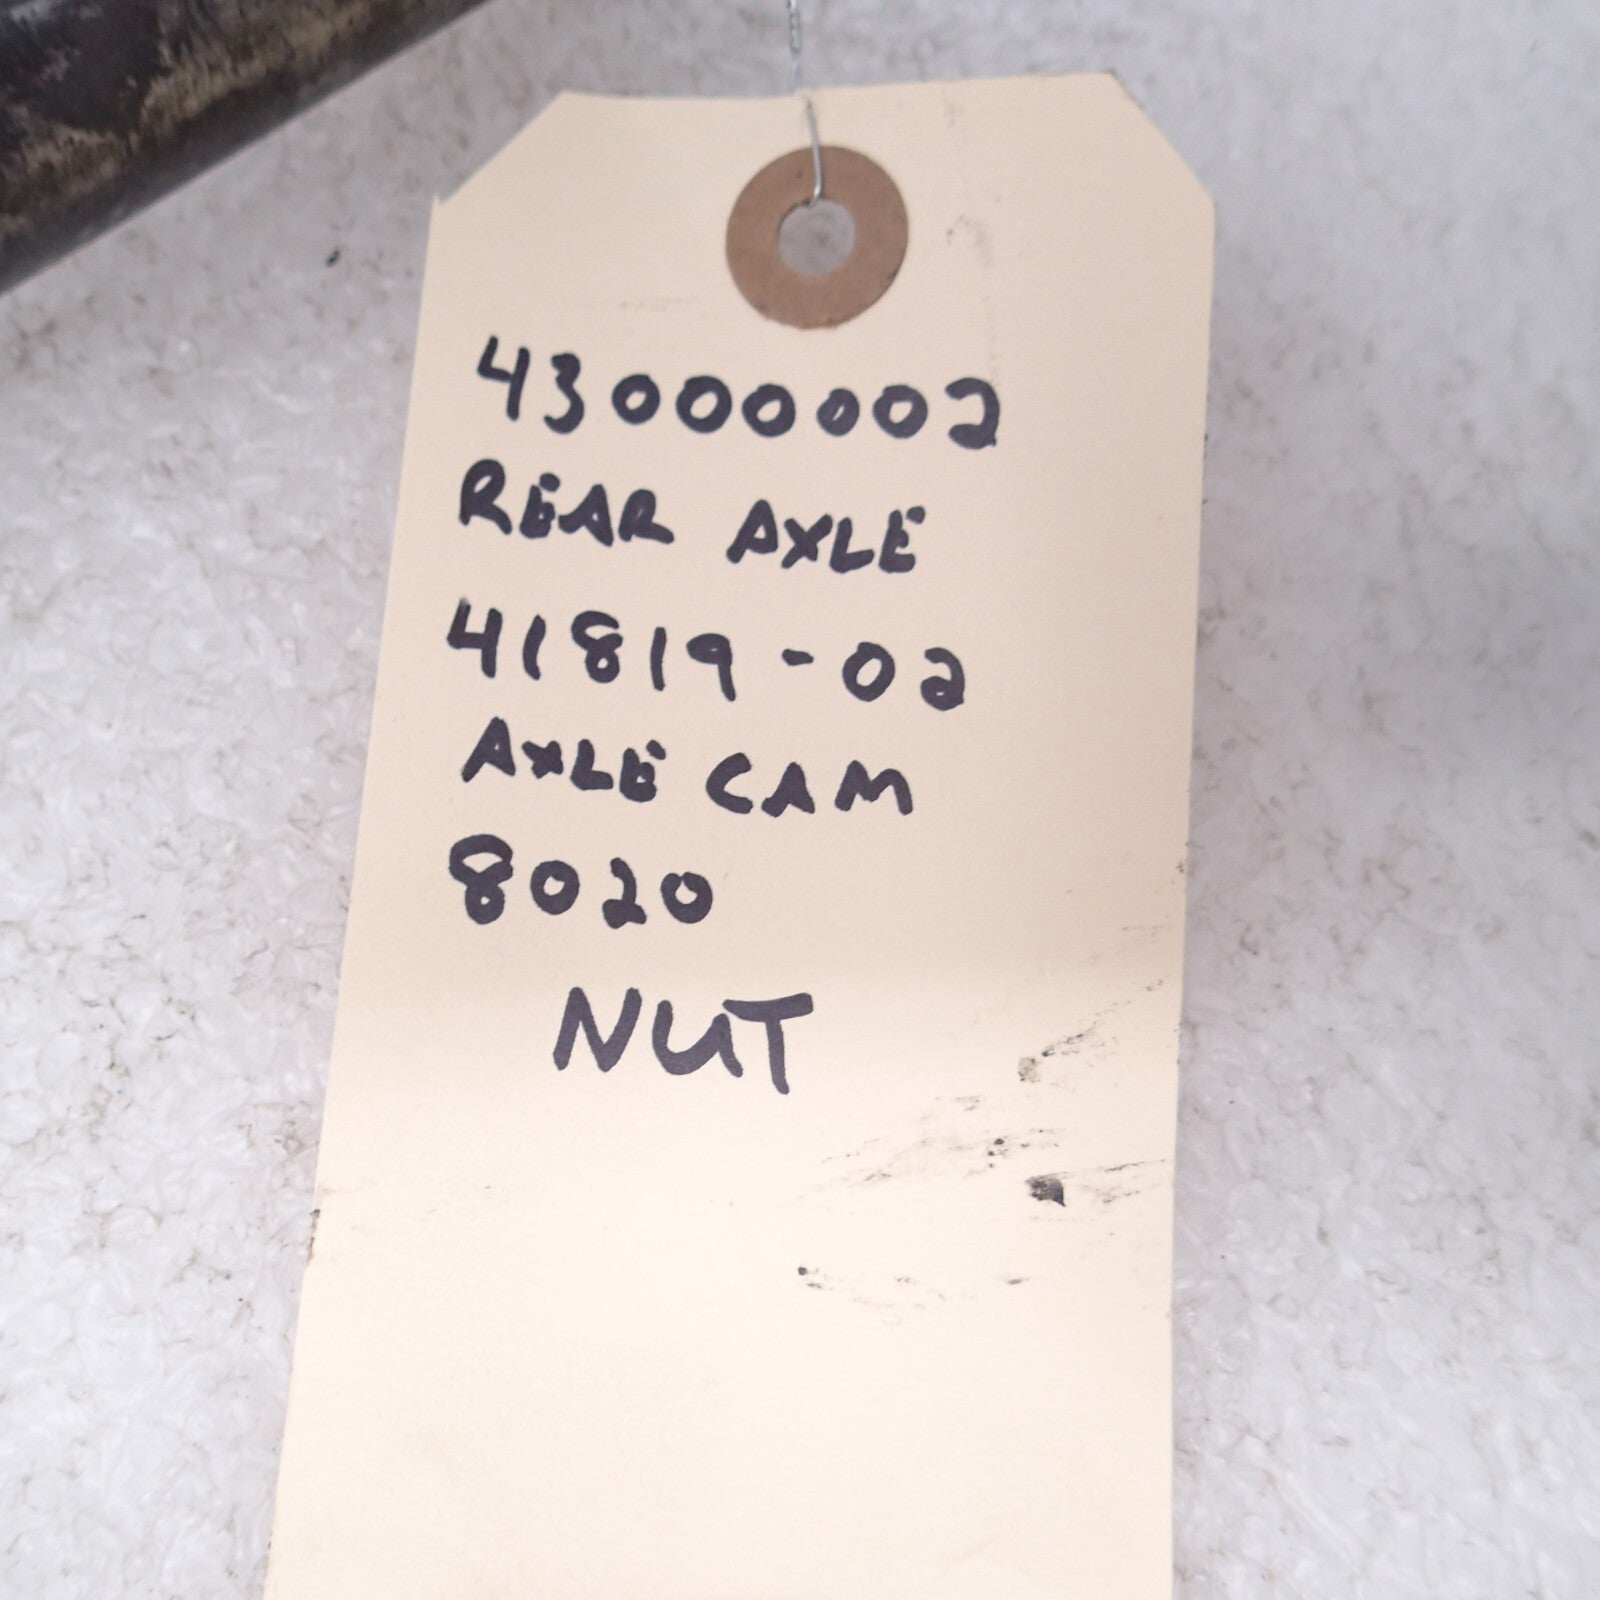 43000002
REAR AXLE
41819-02
AXLE CAM
8020
NUT